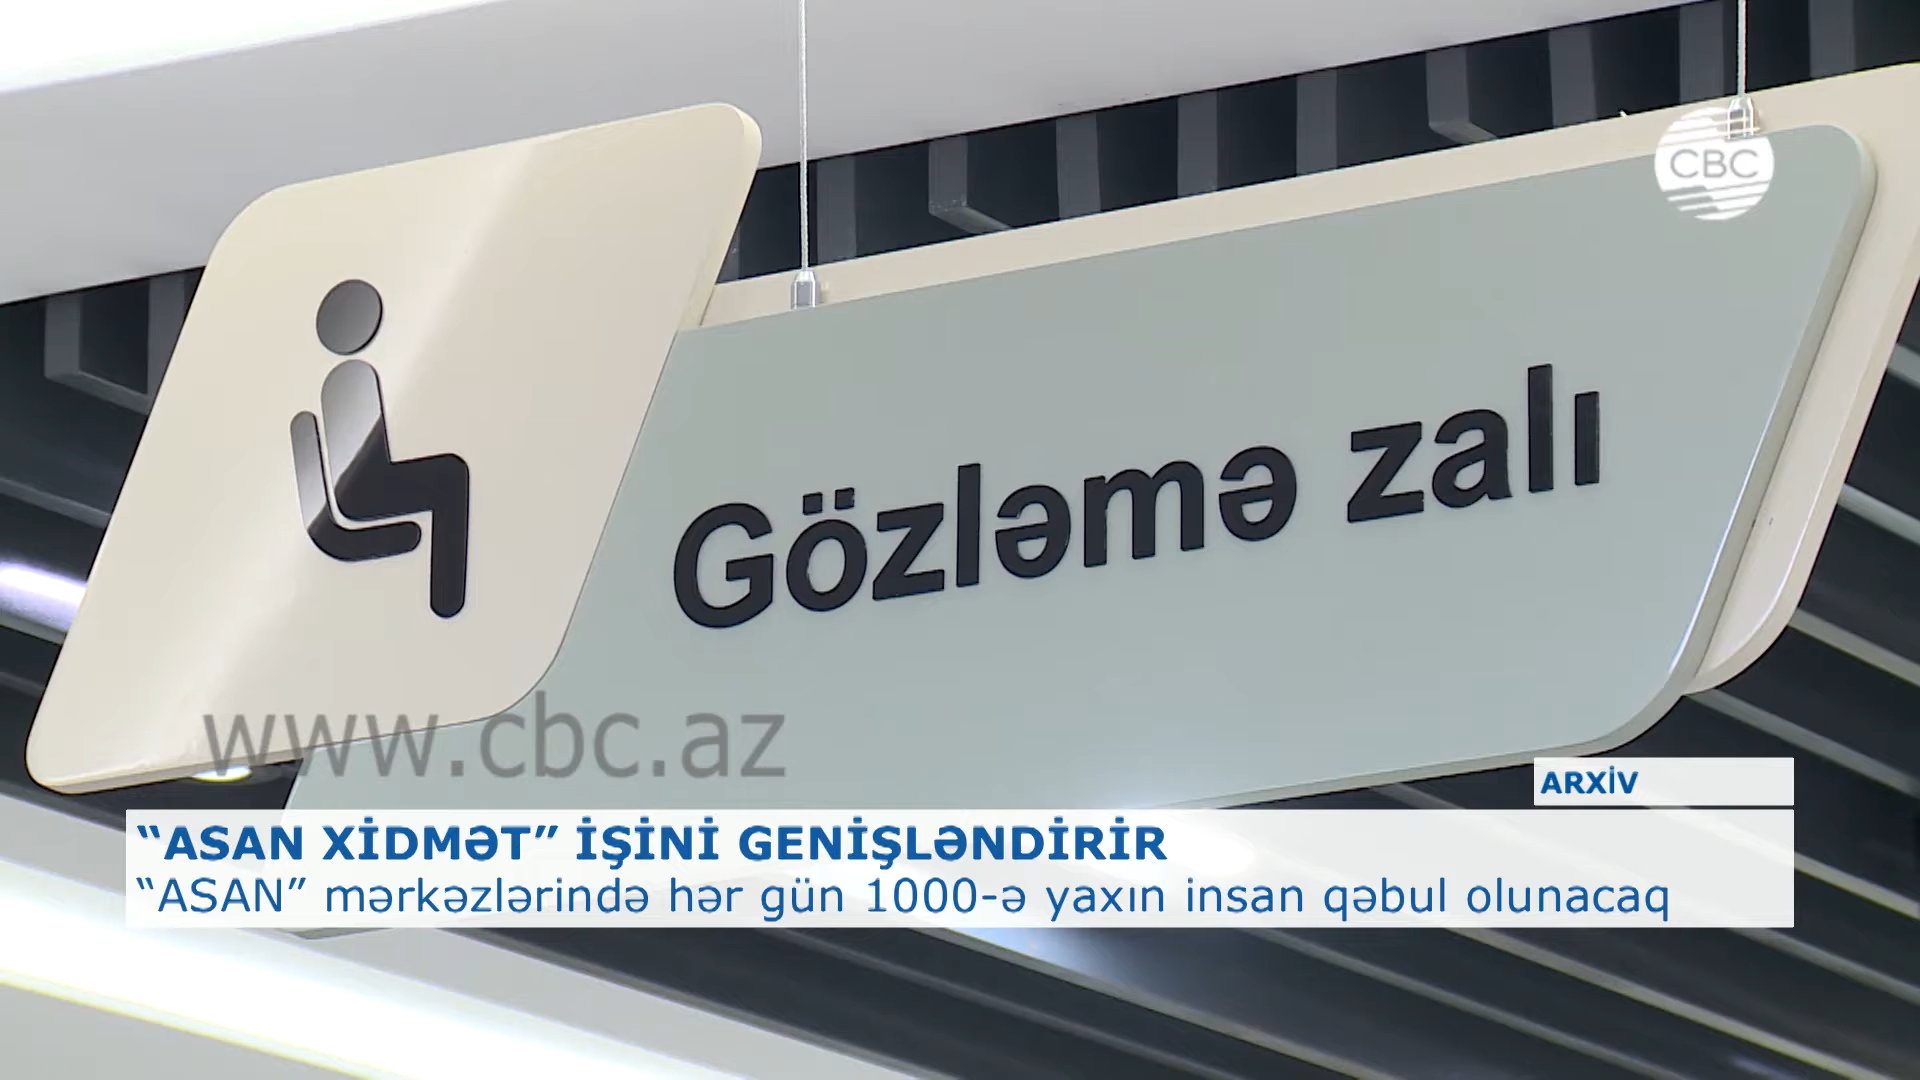 CBC
Gözləmə zalı
www.cbc.az
ARXİV
“ASAN XİDMƏT” İŞİNİ GENİŞLƏNDİRİR
“ASAN” mərkəzlərində hər gün 1000-ə yaxın insan qəbul olunacaq